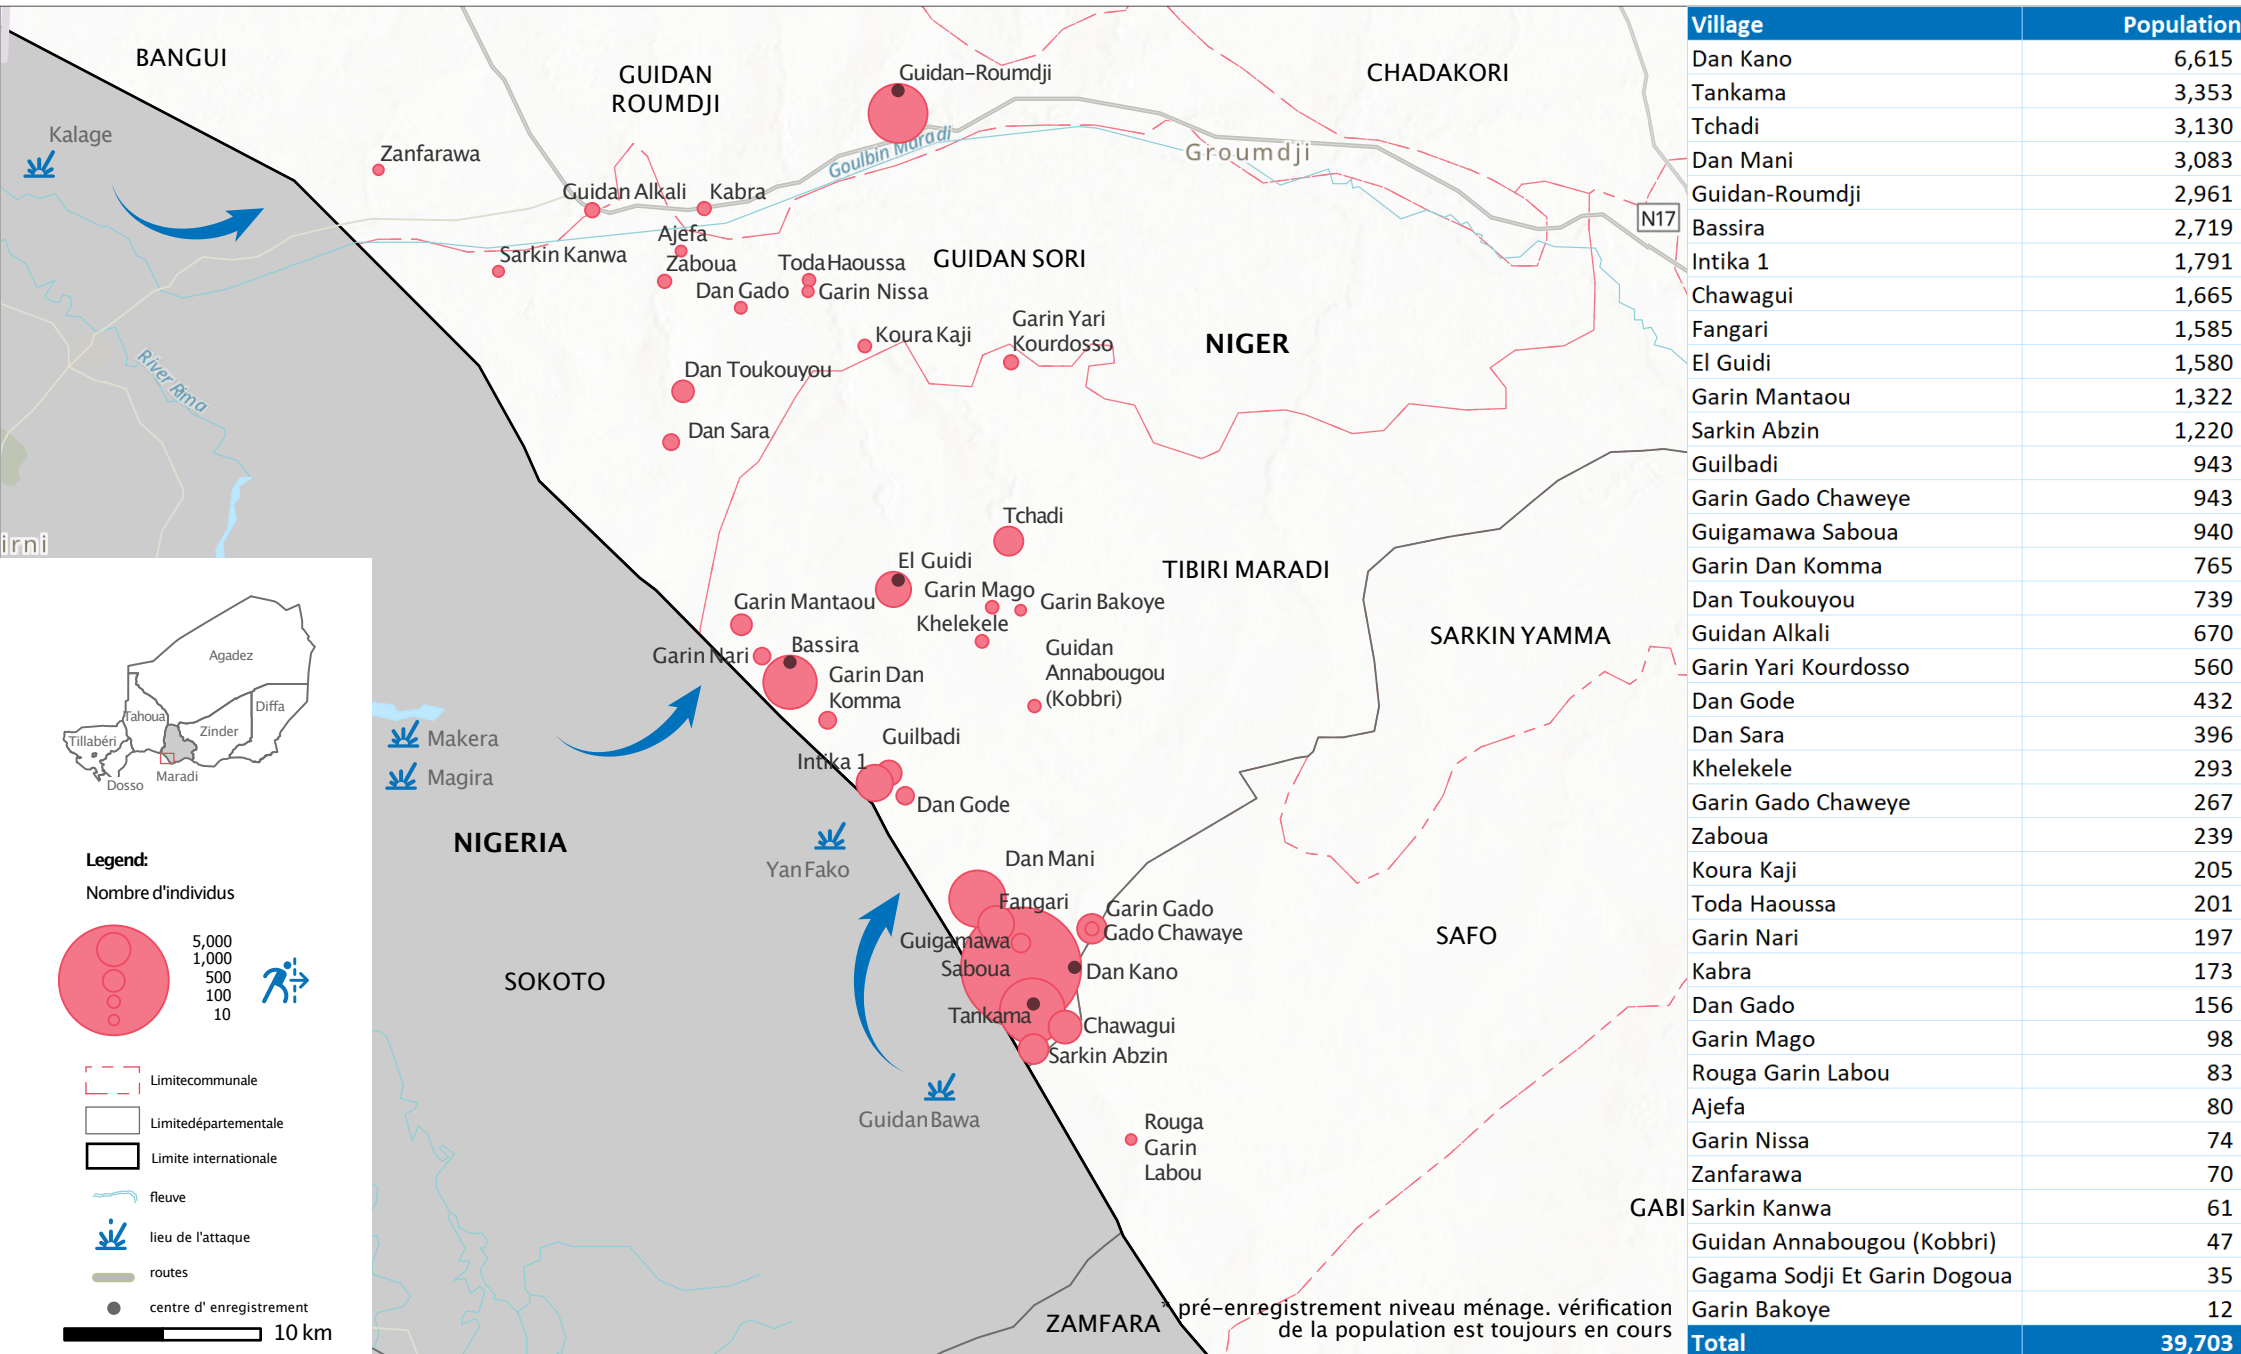 BANGUI
GUIDAN
ROUMDJI
Guidan-Roumdji
CHADAKORI
Kalage
Zanfarawa
Goulbin Maradi
Groumdji
Guidan Alkali
Kabra
N17
Ajefa
Sarkin Kanwa
Zaboua
Toda Haoussa
GUIDAN SORI
Dan Gado
Garin Nissa
Garin Yari
Kourdosso
Koura Kaji
NIGER
River Rima
Dan Toukouyou
Dan Sara
Tchadi
irni
El Guidi
TIBIRI MARADI
Garin Mago
Garin Bakoye
Garin Mantaou
Khelekele
SARKIN YAMMA
Garin Nari
Bassira
Guidan
Annabougou
(Kobbri)
Garin Dan
Komma
Makera
Guilbadi
Intika 1
Magira
Dan Gode
NIGERIA
Yan Fako
Dan Mani
Fangari
Garin Gado
Gado Chawaye
Guigamawa
Saboua
SAFO
Dan Kano
SOKOTO
Tankama
Chawagui
Sarkin Abzin
Guidan Bawa
Rouga
Garin
Labou
GABI
ZAMFARA
* pré-enregistrement niveau ménage. vérification
de la population est toujours en cours
Agadez
Tahoua
Diffa
Zinder
Tillabéri
Maradi
Dosso
Legend:
Nombre d'individus
5,000
1,000
500
100
10
Limitecommunale
Limitedépartementale
Limite internationale
fleuve
lieu de l'attaque
routes
centre d' enregistrement
10 km
Village Population
Dan Kano 6,615
Tankama 3,353
Tchadi 3,130
Dan Mani 3,083
Guidan-Roumdji 2,961
Bassira 2,719
Intika 1 1,791
Chawagui 1,665
Fangari 1,585
El Guidi 1,580
Garin Mantaou 1,322
Sarkin Abzin 1,220
Guilbadi 943
Garin Gado Chaweye 943
Guigamawa Saboua 940
Garin Dan Komma 765
Dan Toukouyou 739
Guidan Alkali 670
Garin Yari Kourdosso 560
Dan Gode 432
Dan Sara 396
Khelekele 293
Garin Gado Chaweye 267
Zaboua 239
Koura Kaji 205
Toda Haoussa 201
Garin Nari 197
Kabra 173
Dan Gado 156
Garin Mago 98
Rouga Garin Labou 83
Ajefa 80
Garin Nissa 74
Zanfarawa 70
Sarkin Kanwa 61
Guidan Annabougou (Kobbri) 47
Gagama Sodji Et Garin Dogoua 35
Garin Bakoye 12
Total 39,703